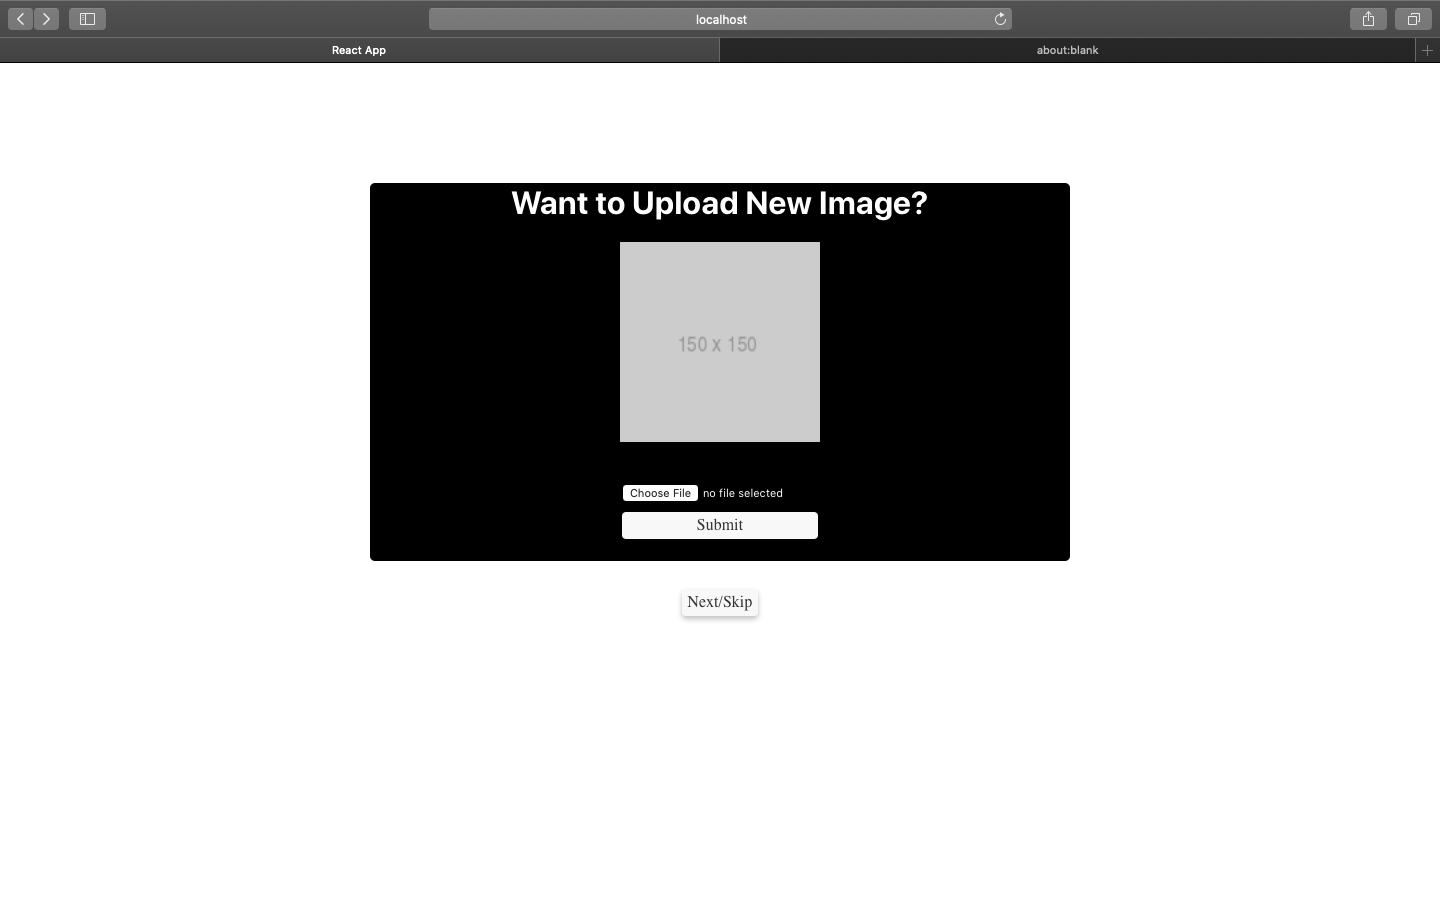 localhost
React App
about:blank
Want to Upload New Image?
150 x 150
Choose File no file selected
Submit
Next/Skip